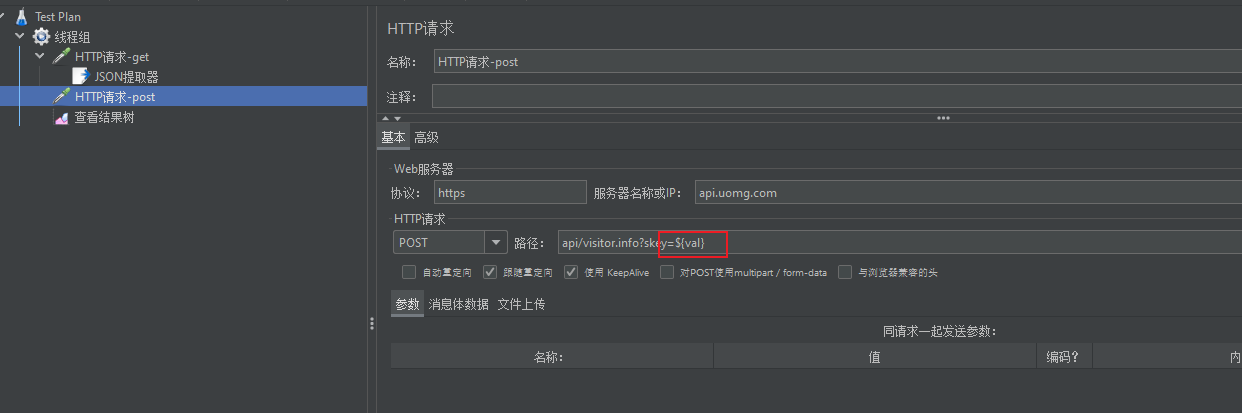 Test Plan
线程组
HTTP请求-get
JSON提取器
HTTP请求-post
查看结果树
HTTP请求
名称： HTTP请求-post
注释：
基本 高级
Web服务器
协议： https 服务器名称或IP： api.uomg.com
HTTP请求
POST 路径： api/visitor.info?skey=${val}
自动重定向 跟随重定向 使用 KeepAlive 对POST使用multipart / form-data 与浏览器兼容的头
参数 消息体数据 文件上传
同请求一起发送参数：
名称： 值 编码？ 内